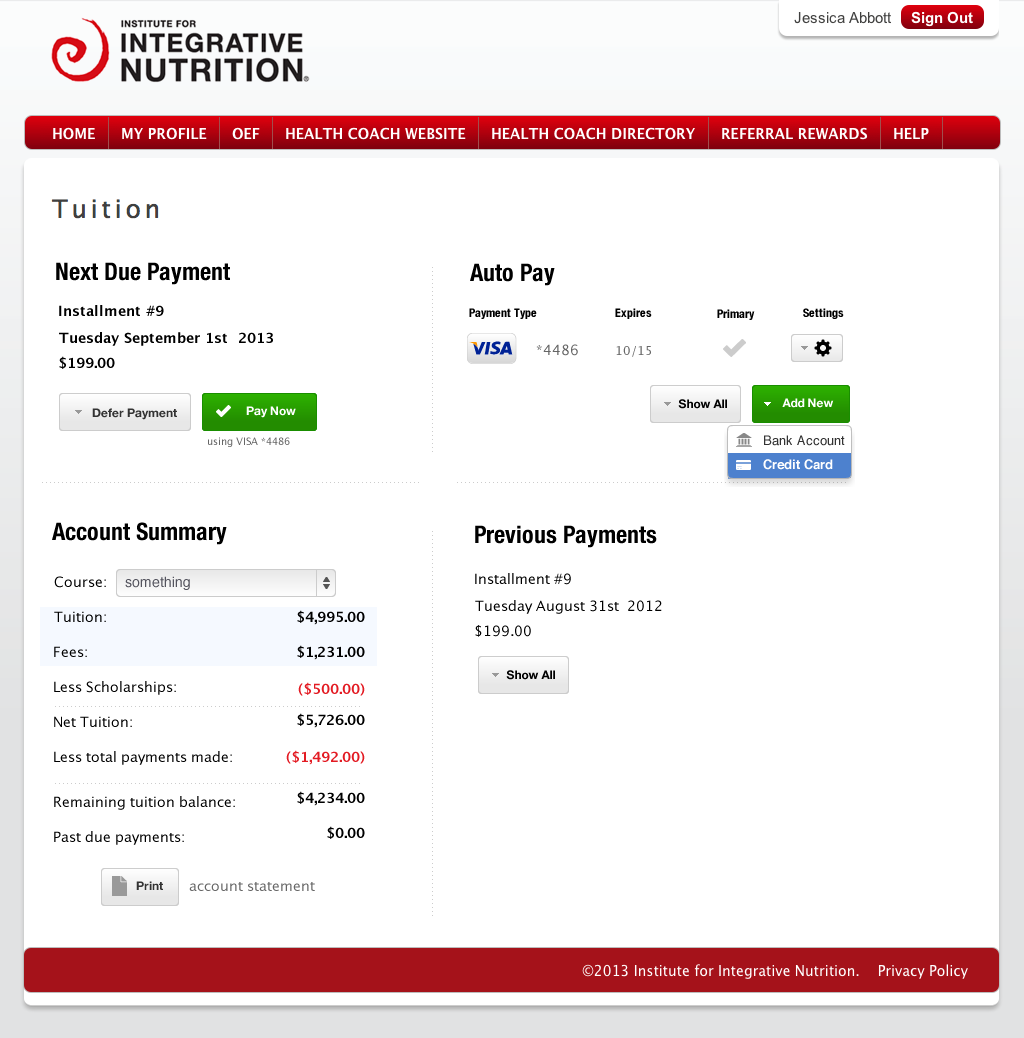 Jessica Abbott Sign Out
INSTITUTE FOR
INTEGRATIVE
NUTRITION®
HOME MY PROFILE OEF HEALTH COACH WEBSITE HEALTH COACH DIRECTORY REFERRAL REWARDS HELP
Tuition
Next Due Payment
Installment #9
Tuesday September 1st 2013
$199.00
Defer Payment Pay Now
using VISA *4486
Auto Pay
Payment Type Expires Primary Settings
VISA *4486 10/15
Show All Add New
Bank Account
Credit Card
Account Summary
Course: something
Tuition: $4,995.00
Fees: $1,231.00
Less Scholarships: ($500.00)
Net Tuition: $5,726.00
Less total payments made: ($1,492.00)
Remaining tuition balance: $4,234.00
Past due payments: $0.00
Print account statement
Previous Payments
Installment #9
Tuesday August 31st 2012
$199.00
Show All
©2013 Institute for Integrative Nutrition. Privacy Policy